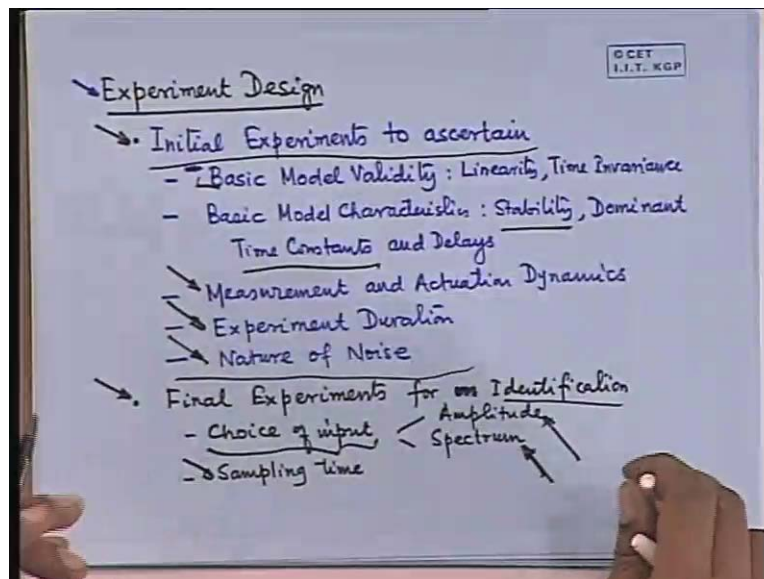 © CET
I.I.T. KGP
Experiment Design
• Initial Experiments to ascertain
- Basic Model Validity : Linearity, Time Invariance
- Basic Model Characteristics : Stability, Dominant
Time Constants and Delays
- Measurement and Actuation Dynamics
- Experiment Duration
- Nature of Noise
• Final Experiments for Identification
- Choice of input Amplitude
Spectrum
- Sampling time